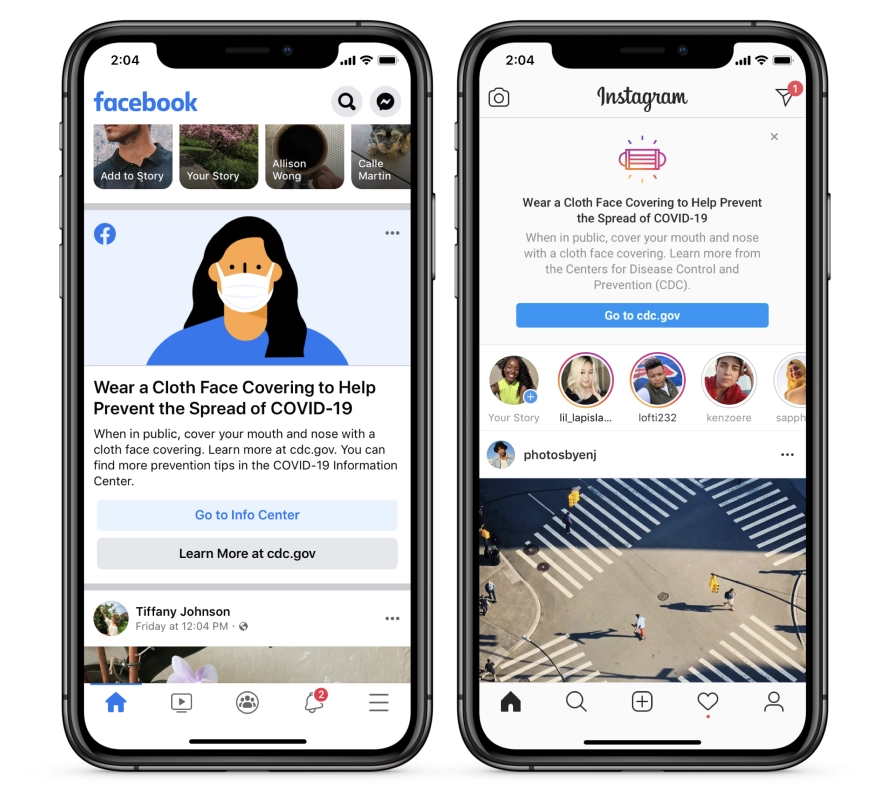 2:04
facebook
Add to Story
Your Story
Allison
Wong
Calle
Martin
Wear a Cloth Face Covering to Help
Prevent the Spread of COVID-19
When in public, cover your mouth and nose with a
cloth face covering. Learn more at cdc.gov. You can
find more prevention tips in the COVID-19 Information
Center.
Go to Info Center
Learn More at cdc.gov
Tiffany Johnson
Friday at 12:04 PM ·
2
2:04
Instagram
1
Wear a Cloth Face Covering to Help Prevent
the Spread of COVID-19
When in public, cover your mouth and nose
with a cloth face covering. Learn more from
the Centers for Disease Control and
Prevention (CDC).
Go to cdc.gov
Your Story
lil_lapisla...
lofti232
kenzoere
sapph
photosbyenj